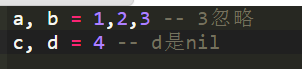 a, b = 1,2,3 -- 3忽略
c, d = 4 -- d是nil